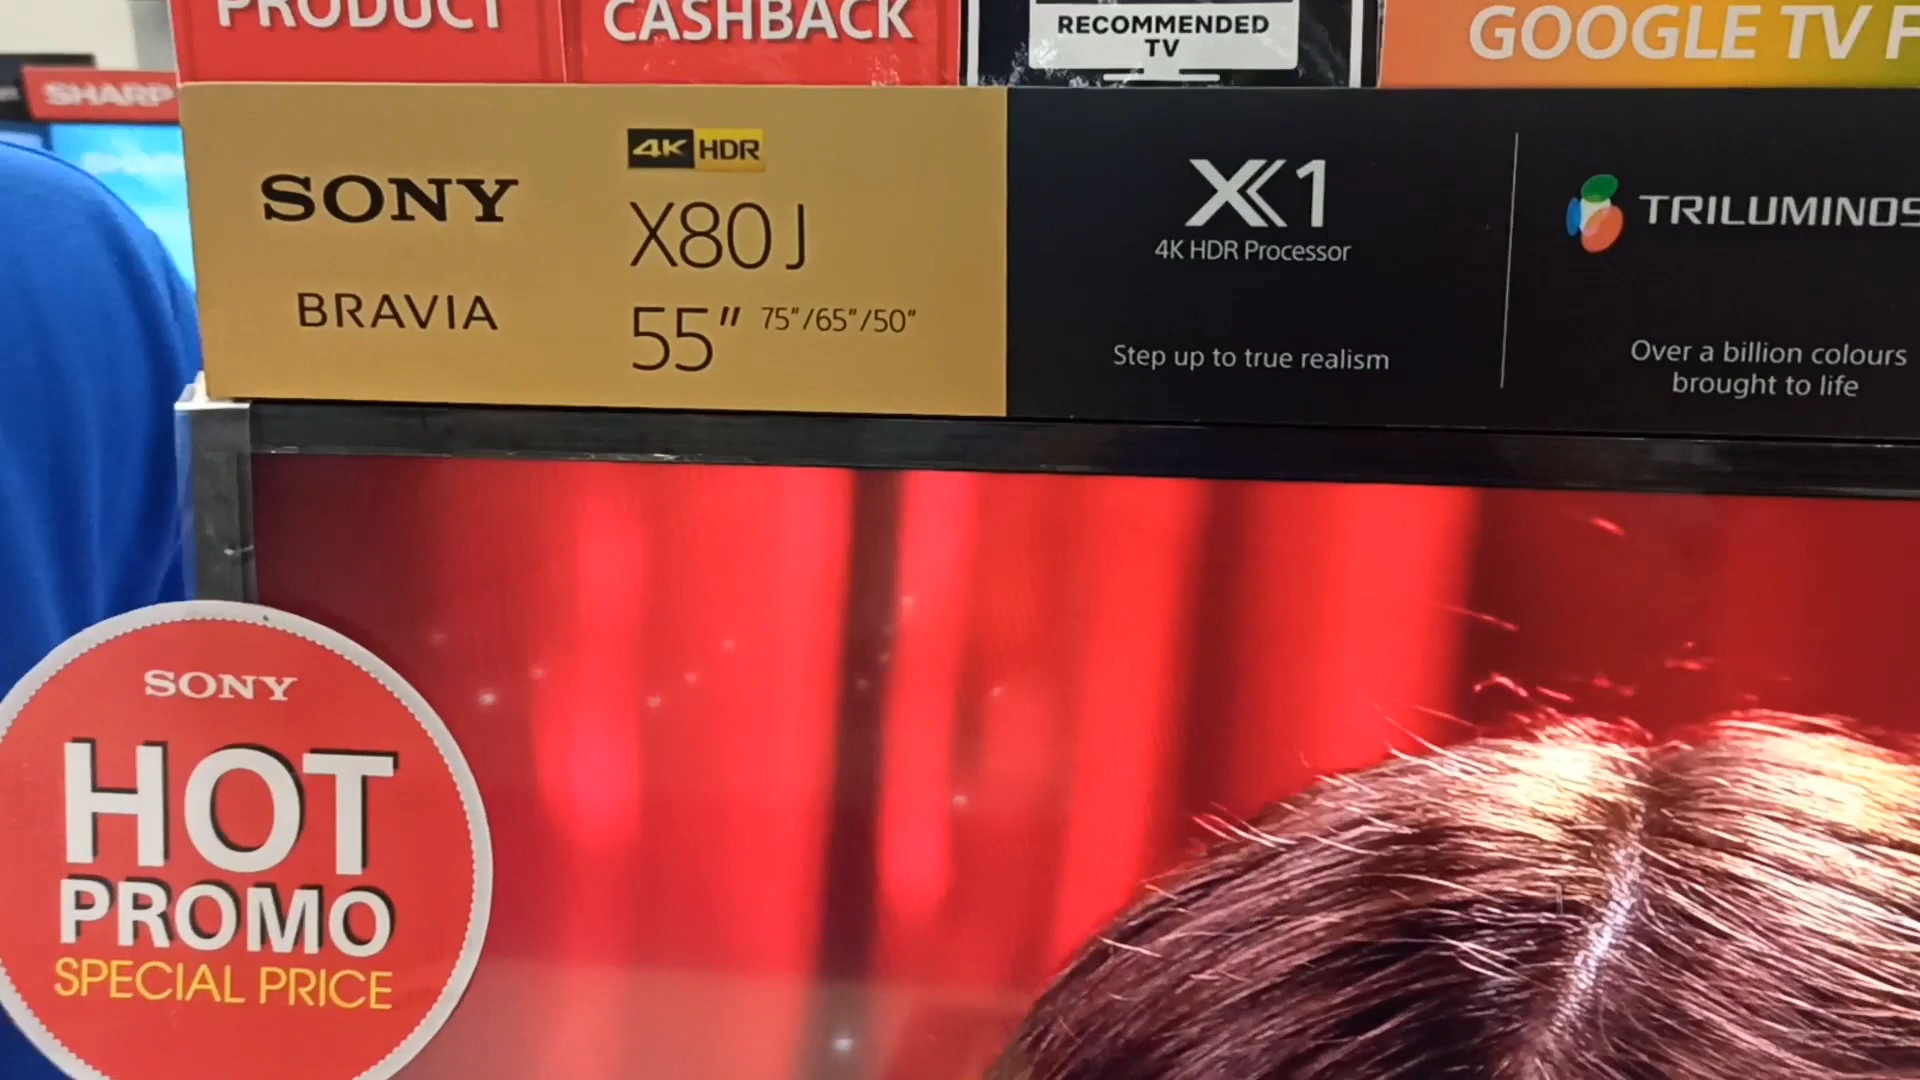 PRODUCT
CASHBACK
RECOMMENDED
TV
GOOGLE TV F
SHARP
SONY
BRAVIA
4K HDR
X80J
55" 75"/65"/50"
X1
4K HDR Processor
Step up to true realism
TRILUMINOS
Over a billion colours
brought to life
SONY
HOT
PROMO
SPECIAL PRICE